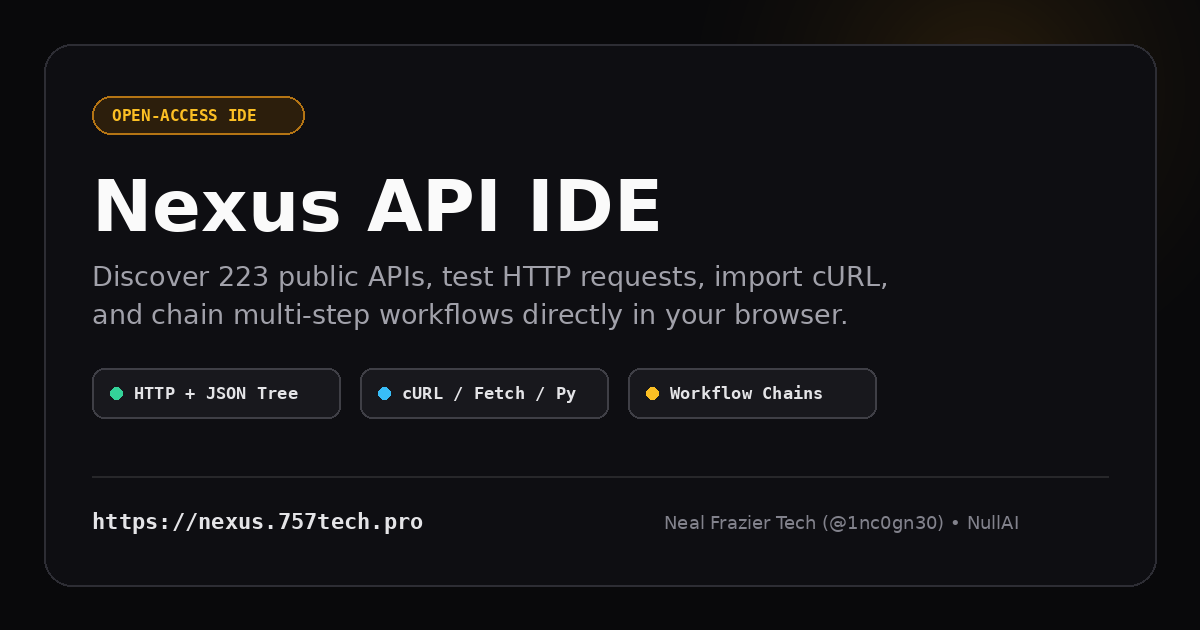 OPEN-ACCESS IDE
Nexus API IDE
Discover 223 public APIs, test HTTP requests, import cURL,
and chain multi-step workflows directly in your browser.
HTTP + JSON Tree
cURL / Fetch / Py
Workflow Chains
https://nexus.757tech.pro
Neal Frazier Tech (@1nc0gn30) • NullAI